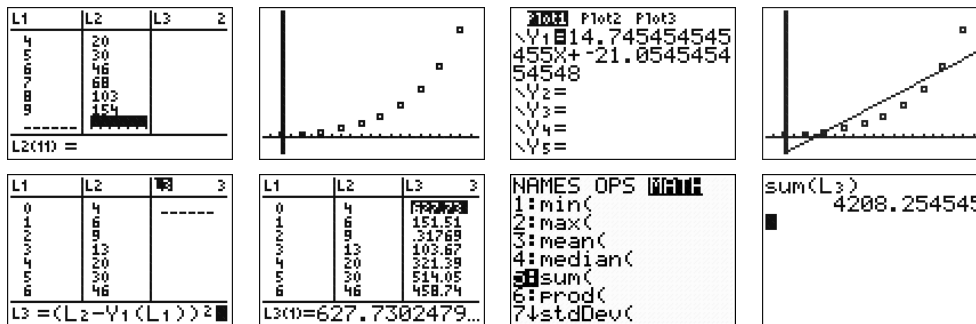 L1 L2 L3 2
4 20
5 30
6 46
7 68
8 103
9 154
L2(11) =
Plot1 Plot2 Plot3
\Y1=14.745454545
455X+-21.0545454
54548
\Y2=
\Y3=
\Y4=
\Y5=
L1 L2 L3 3
0 4
1 6
2 9
3 13
4 20
5 30
6 46
L3 =(L2-Y1(L1))²
L1 L2 L3 3
0 4 627.73
1 6 151.51
2 9 .31769
3 13 103.67
4 20 321.39
5 30 514.05
6 46 458.74
L3(1)=627.7302479...
NAMES OPS MATH
1:min(
2:max(
3:mean(
4:median(
5:sum(
6:prod(
7↓stdDev(
sum(L3)
4208.254545